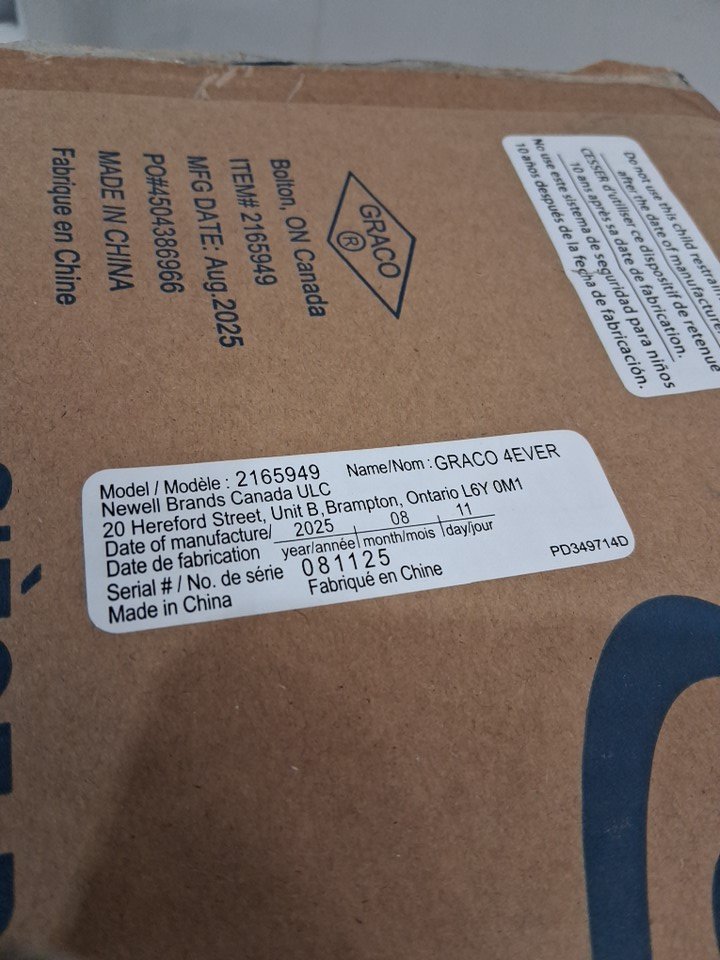 Do not use this child restrain
after the date of manufacture
CESSER d'utiliser ce dispositif de retenue
10 ans après sa date de fabrication.
No use este sistema de seguridad para niños
10 años después de la fecha de fabricación.
GRACO
®
Bolton, ON Canada
ITEM# 2165949
MFG DATE: Aug.2025
PO#4504386966
MADE IN CHINA
Fabrique en Chine
Model / Modèle : 2165949 Name/Nom : GRACO 4EVER
Newell Brands Canada ULC
20 Hereford Street, Unit B, Brampton, Ontario L6Y 0M1
Date of manufacture/ 2025 08 11
Date de fabrication year/année month/mois day/jour
Serial # / No. de série 081125
Made in China Fabriqué en Chine
PD349714D